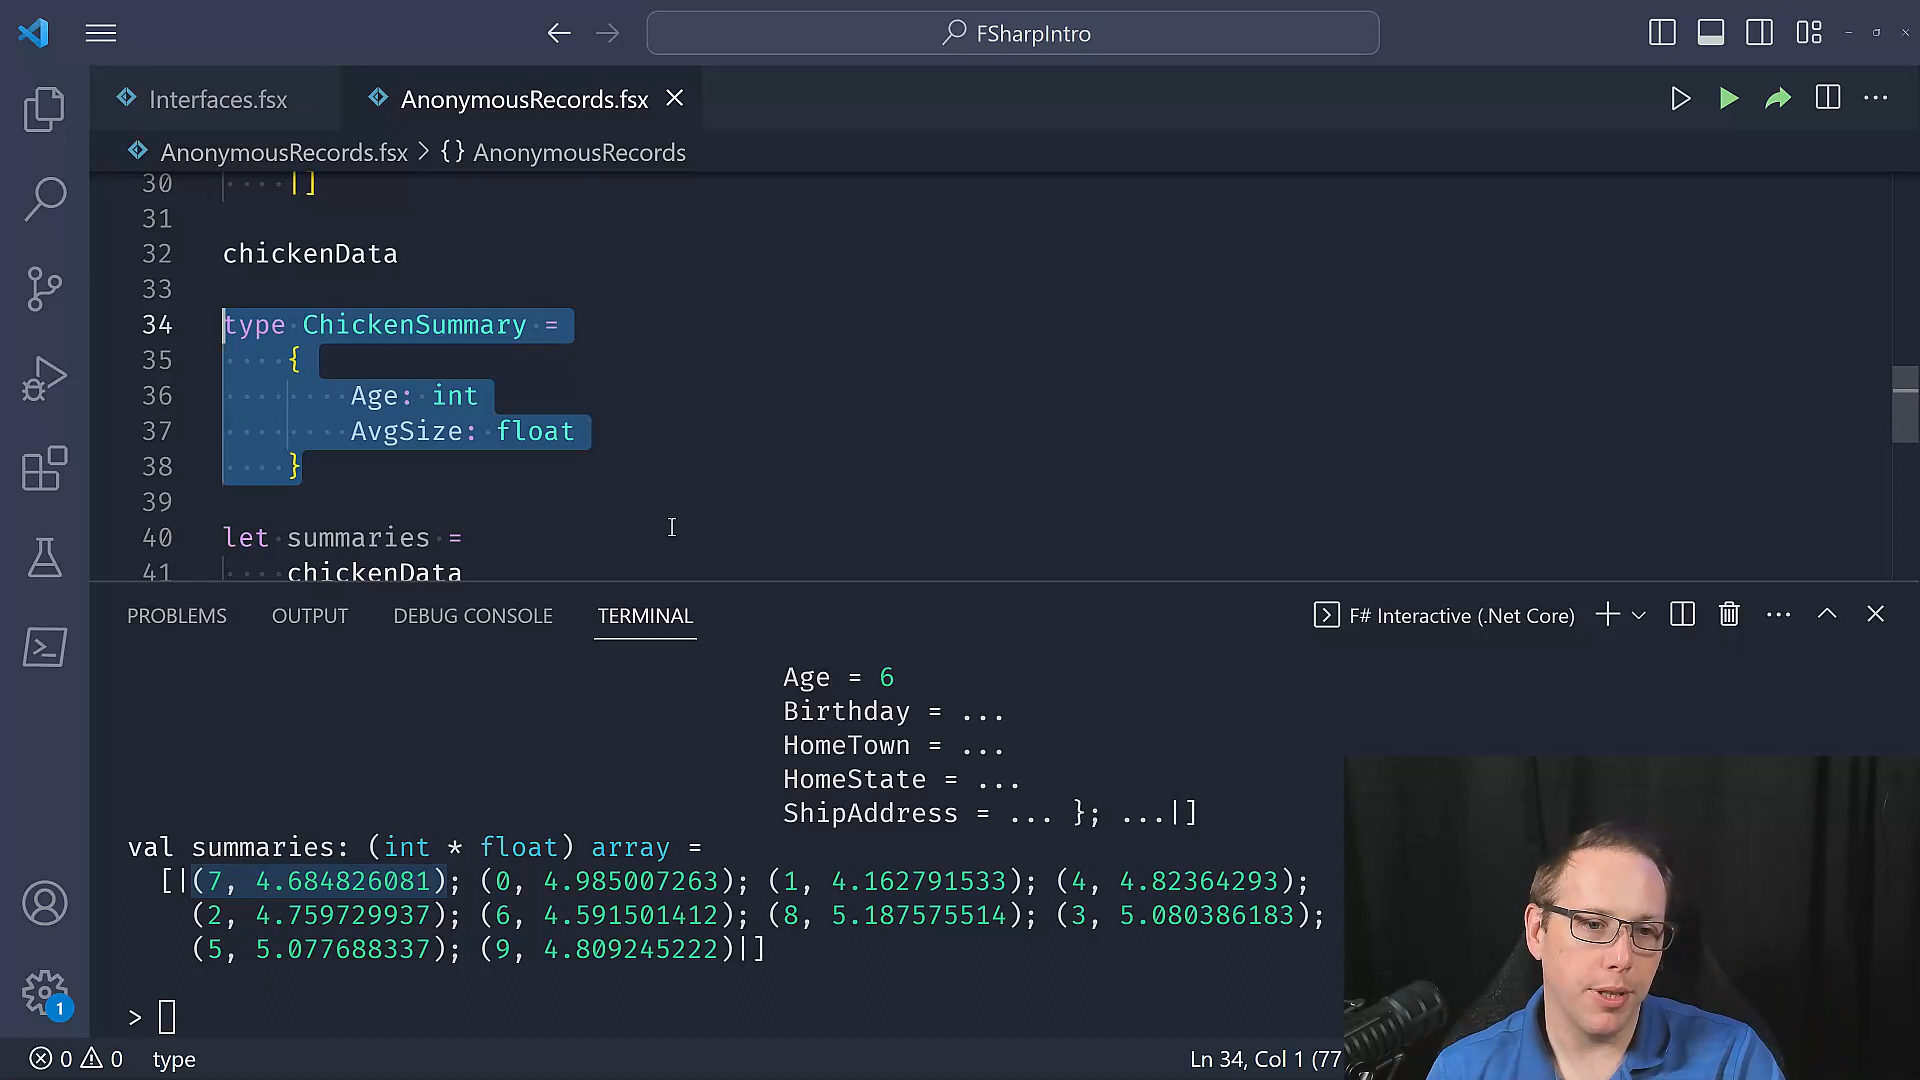 FSharpIntro
Interfaces.fsx
AnonymousRecords.fsx
AnonymousRecords.fsx > {} AnonymousRecords
30 |]
31
32 chickenData
33
34 type ChickenSummary =
35 {
36 Age: int
37 AvgSize: float
38 }
39
40 let summaries =
41 chickenData
PROBLEMS OUTPUT DEBUG CONSOLE TERMINAL F# Interactive (.Net Core)
Age = 6
Birthday = ...
HomeTown = ...
HomeState = ...
ShipAddress = ... }; ...|]
val summaries: (int * float) array =
[|(7, 4.684826081); (0, 4.985007263); (1, 4.162791533); (4, 4.82364293);
(2, 4.759729937); (6, 4.591501412); (8, 5.187575514); (3, 5.080386183);
(5, 5.077688337); (9, 4.809245222)|]
>
1
0 0 type Ln 34, Col 1 (77